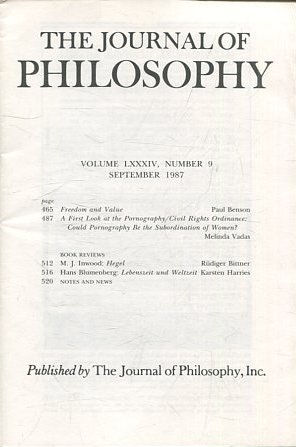 THE JOURNAL OF
PHILOSOPHY
VOLUME LXXXIV, NUMBER 9
SEPTEMBER 1987
page
465 Freedom and Value Paul Benson
487 A First Look at the Pornography/Civil Rights Ordinance:
Could Pornography Be the Subordination of Women?
Melinda Vadas
BOOK REVIEWS
512 M. J. Inwood: Hegel Rüdiger Bittner
516 Hans Blumenberg: Lebenszeit und Weltzeit Karsten Harries
520 NOTES AND NEWS
Published by The Journal of Philosophy, Inc.